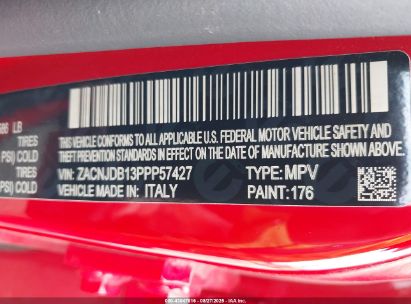 LB
TIRES
PSI) COLD
TIRES
PSI) COLD
THIS VEHICLE CONFORMS TO ALL APPLICABLE U.S. FEDERAL MOTOR VEHICLE SAFETY AND
THEFT PREVENTION STANDARDS IN EFFECT ON THE DATE OF MANUFACTURE SHOWN ABOVE.
VIN: ZACNJDB13PPP57427 TYPE: MPV
VEHICLE MADE IN: ITALY PAINT: 176